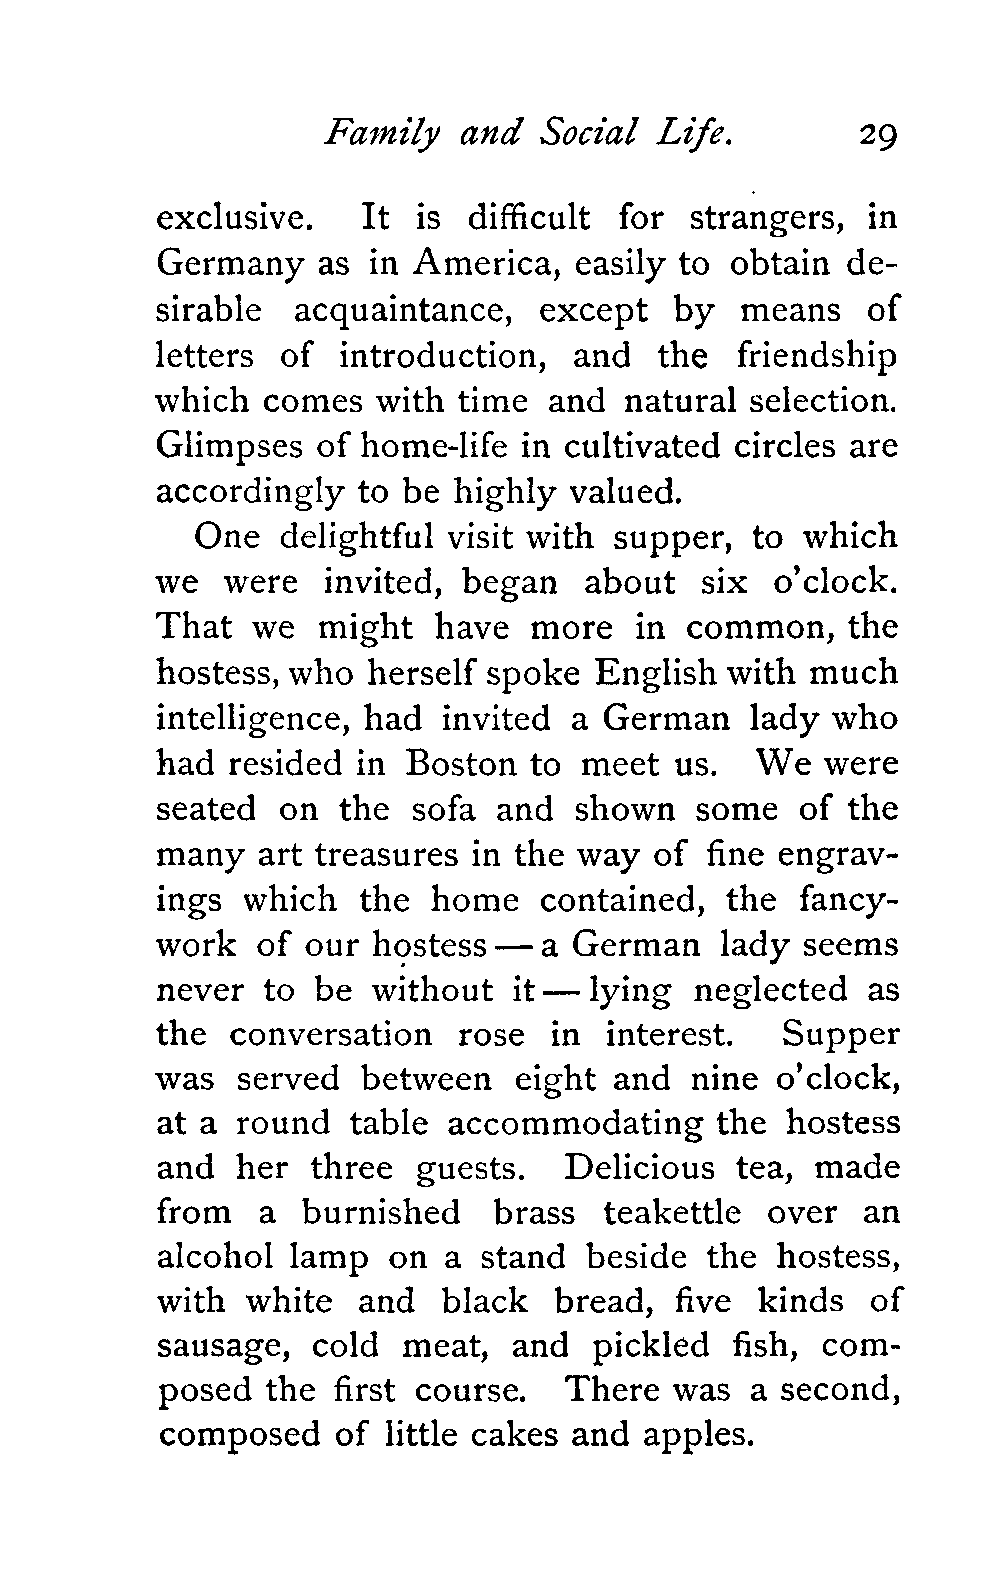 Family and Social Life. 29
exclusive. It is difficult for strangers, in
Germany as in America, easily to obtain de-
sirable acquaintance, except by means of
letters of introduction, and the friendship
which comes with time and natural selection.
Glimpses of home-life in cultivated circles are
accordingly to be highly valued.
One delightful visit with supper, to which
we were invited, began about six o'clock.
That we might have more in common, the
hostess, who herself spoke English with much
intelligence, had invited a German lady who
had resided in Boston to meet us. We were
seated on the sofa and shown some of the
many art treasures in the way of fine engrav-
ings which the home contained, the fancy-
work of our hostess — a German lady seems
never to be without it — lying neglected as
the conversation rose in interest. Supper
was served between eight and nine o'clock,
at a round table accommodating the hostess
and her three guests. Delicious tea, made
from a burnished brass teakettle over an
alcohol lamp on a stand beside the hostess,
with white and black bread, five kinds of
sausage, cold meat, and pickled fish, com-
posed the first course. There was a second,
composed of little cakes and apples.